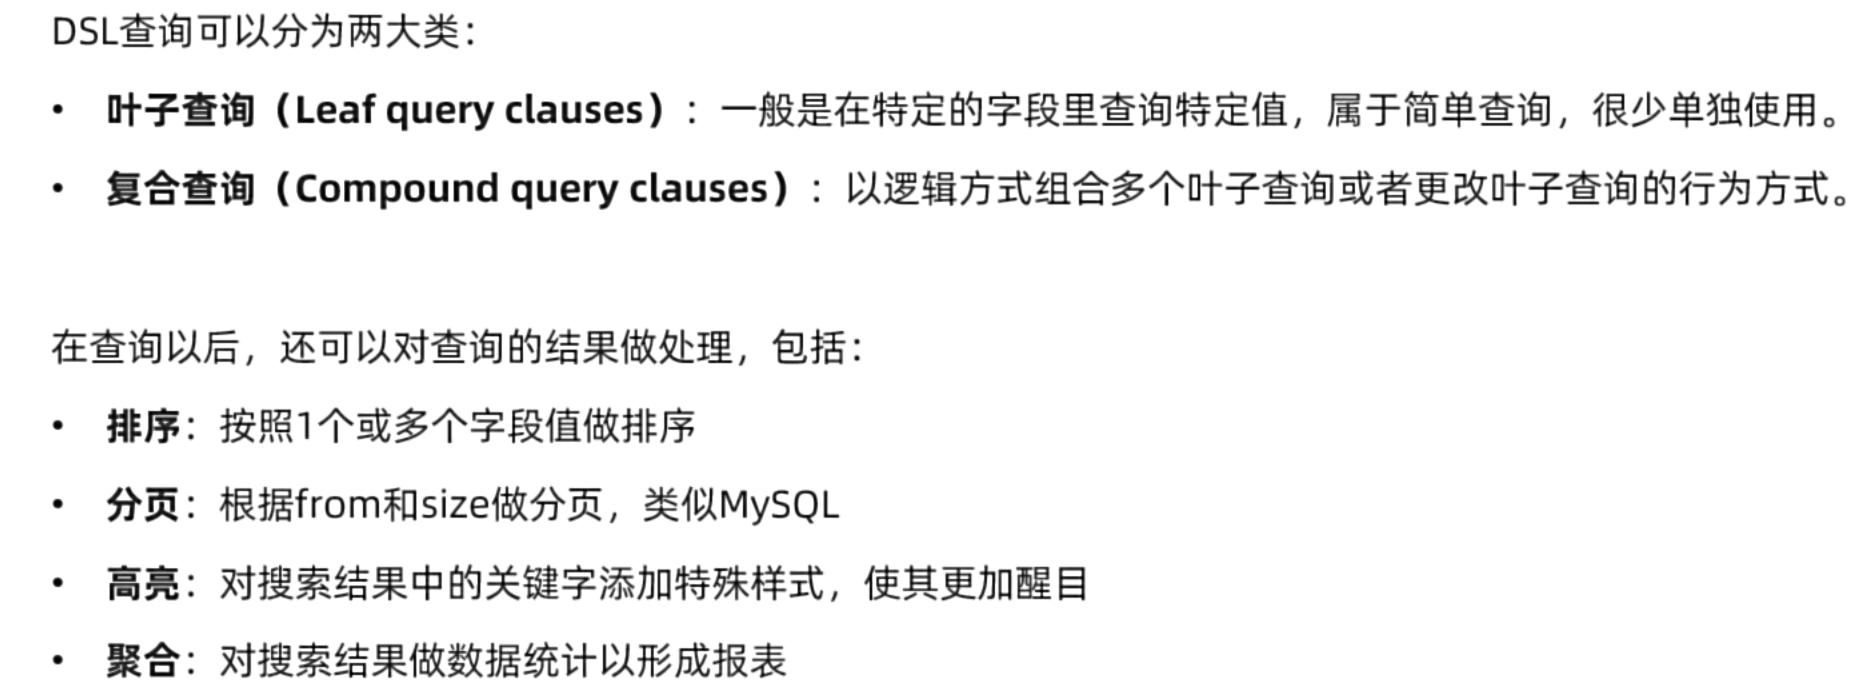 DSL查询可以分为两大类：
• 叶子查询（Leaf query clauses）：一般是在特定的字段里查询特定值，属于简单查询，很少单独使用。
• 复合查询（Compound query clauses）：以逻辑方式组合多个叶子查询或者更改叶子查询的行为方式。
在查询以后，还可以对查询的结果做处理，包括：
• 排序：按照1个或多个字段值做排序
• 分页：根据from和size做分页，类似MySQL
• 高亮：对搜索结果中的关键字添加特殊样式，使其更加醒目
• 聚合：对搜索结果做数据统计以形成报表